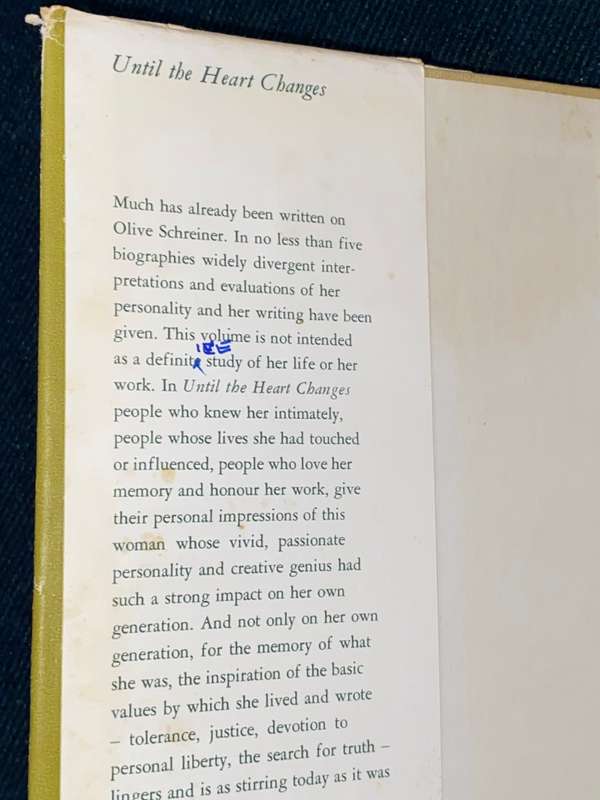 Until the Heart Changes
Much has already been written on
Olive Schreiner. In no less than five
biographies widely divergent inter-
pretations and evaluations of her
personality and her writing have been
given. This volume is not intended
as a definite study of her life or her
work. In Until the Heart Changes
people who knew her intimately,
people whose lives she had touched
or influenced, people who love her
memory and honour her work, give
their personal impressions of this
woman whose vivid, passionate
personality and creative genius had
such a strong impact on her own
generation. And not only on her own
generation, for the memory of what
she was, the inspiration of the basic
values by which she lived and wrote
– tolerance, justice, devotion to
personal liberty, the search for truth –
lingers and is as stirring today as it was